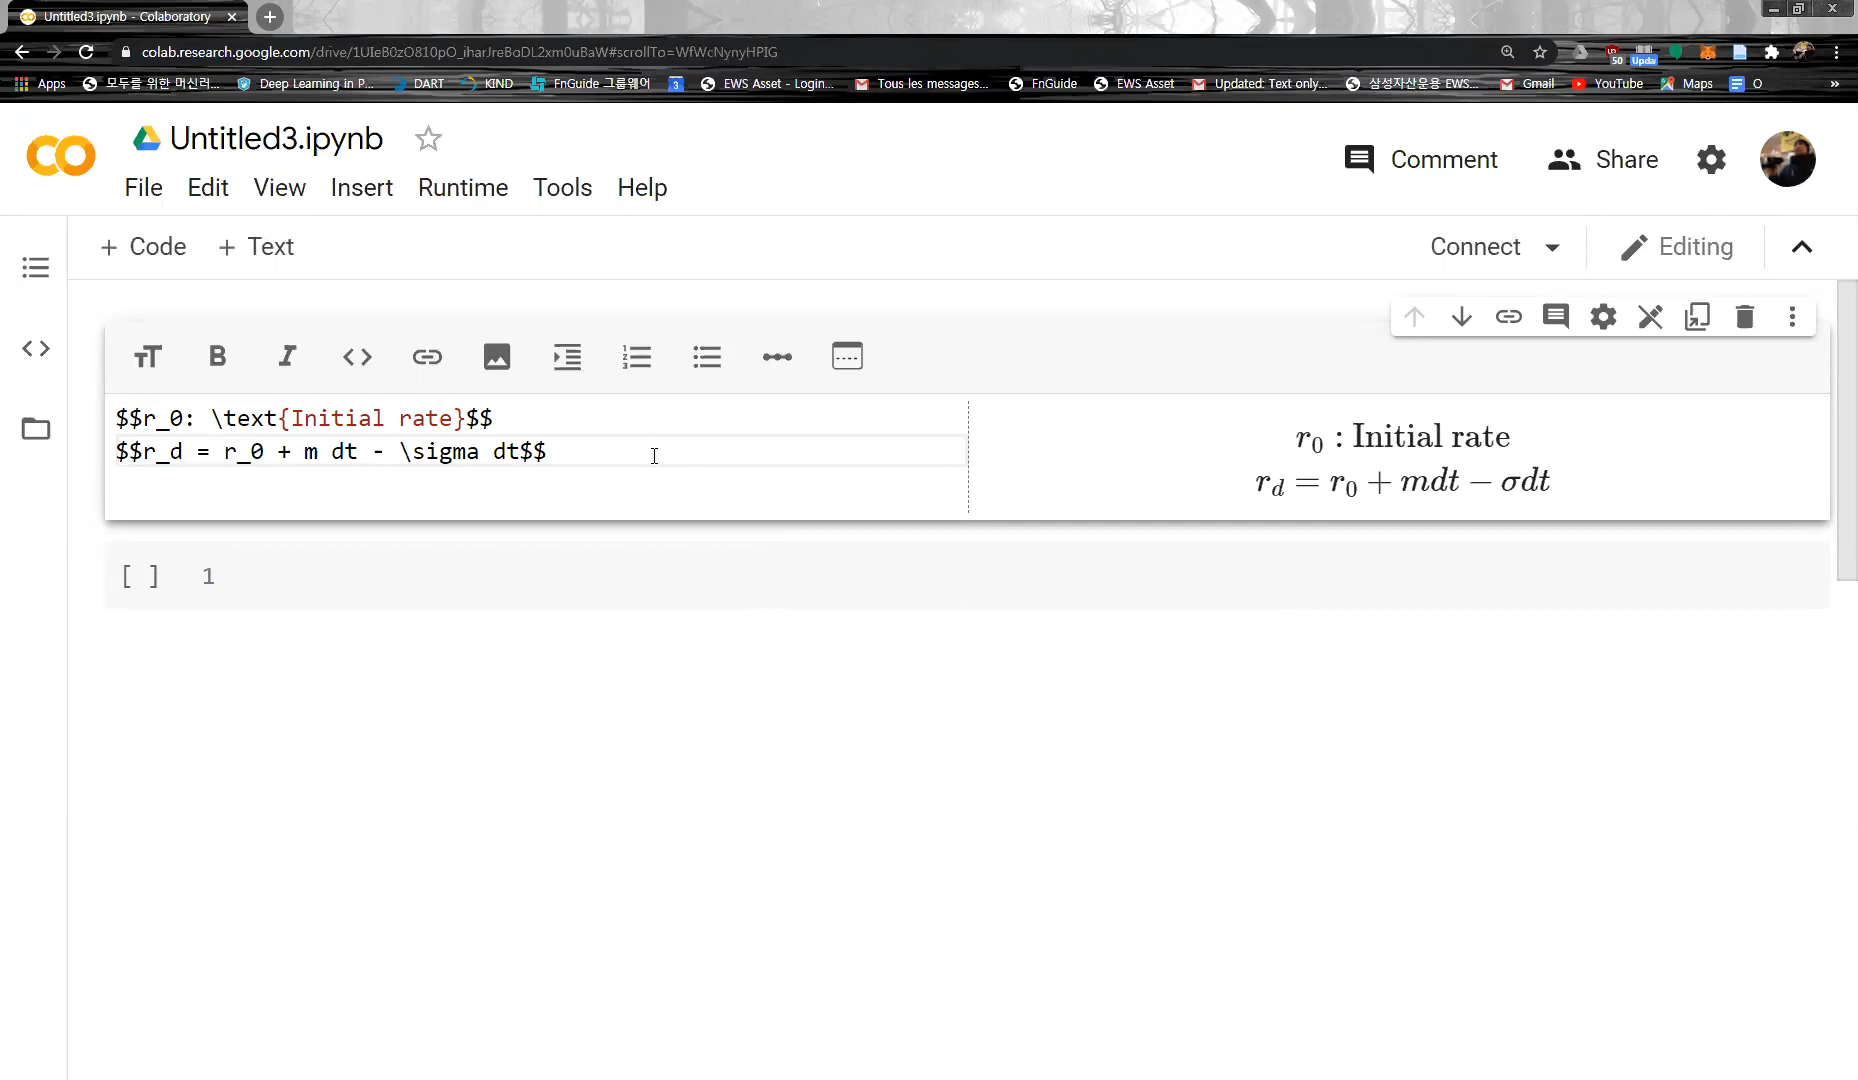 Untitled3.ipynb - Colaboratory
colab.research.google.com/drive/1UIeB0zO810pO_iharJreBoDL2xm0uBaW#scrollTo=WfWcNynyHPIG
50 Upda
Apps 모두를 위한 머신러... Deep Learning in P... DART KIND FnGuide 그룹웨어 3 EWS Asset - Login... Tous les messages... FnGuide EWS Asset Updated: Text only... 삼성자산운용 EWS... Gmail YouTube Maps O »
CO Untitled3.ipynb
Comment Share
File Edit View Insert Runtime Tools Help
+ Code + Text Connect Editing
$$r_0: \text{Initial rate}$$
$$r_d = r_0 + m dt - \sigma dt$$
r₀ : Initial rate
r_d = r₀ + mdt − σdt
[ ] 1